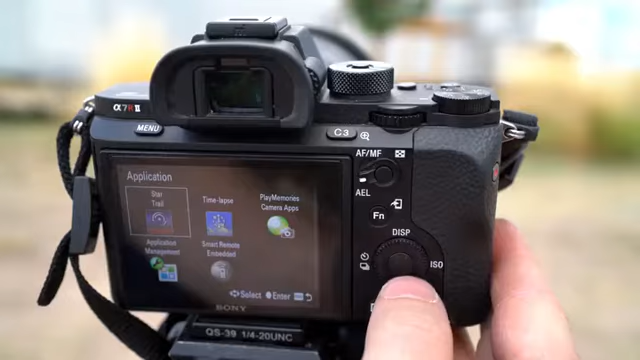 α7RII
MENU
C3
AF/MF
AEL
Fn
DISP
ISO
Application
Star
Trail
Time-lapse
PlayMemories
Camera Apps
Application
Management
Smart Remote
Embedded
Select
Enter
SONY
QS-39 1/4-20UNC